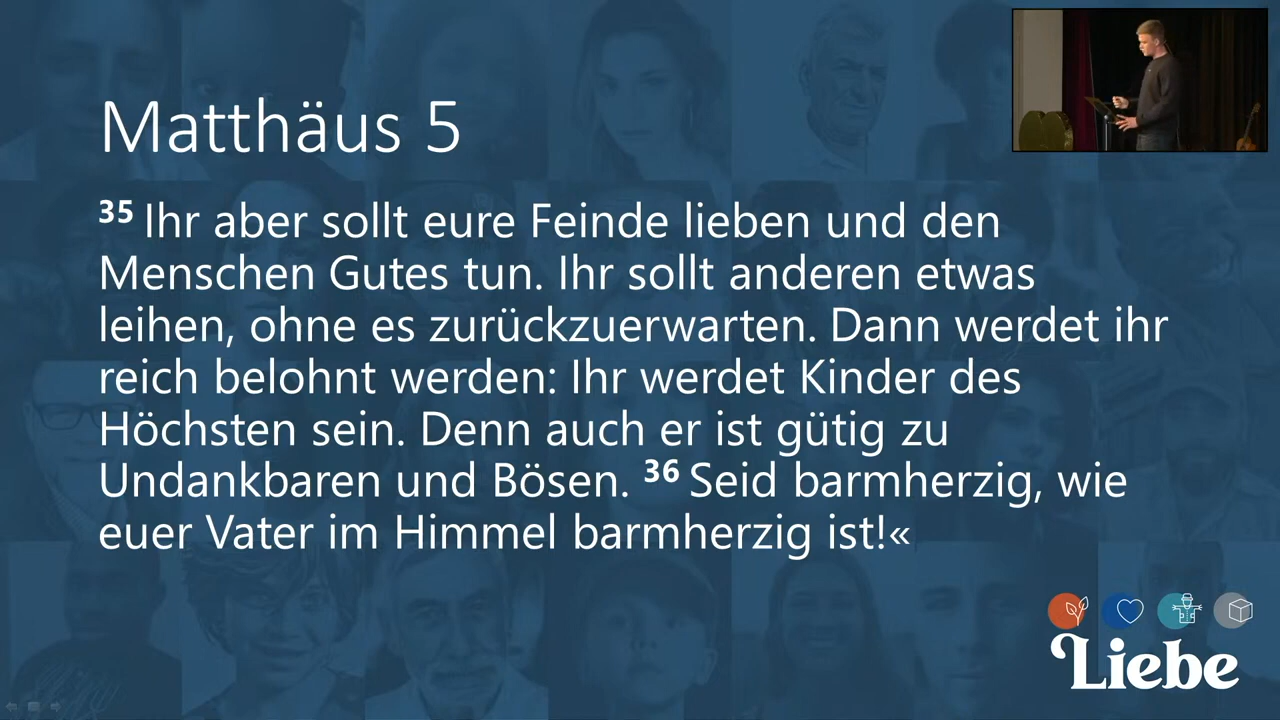 Matthäus 5
35 Ihr aber sollt eure Feinde lieben und den
Menschen Gutes tun. Ihr sollt anderen etwas
leihen, ohne es zurückzuerwarten. Dann werdet ihr
reich belohnt werden: Ihr werdet Kinder des
Höchsten sein. Denn auch er ist gütig zu
Undankbaren und Bösen. 36 Seid barmherzig, wie
euer Vater im Himmel barmherzig ist!«
Liebe